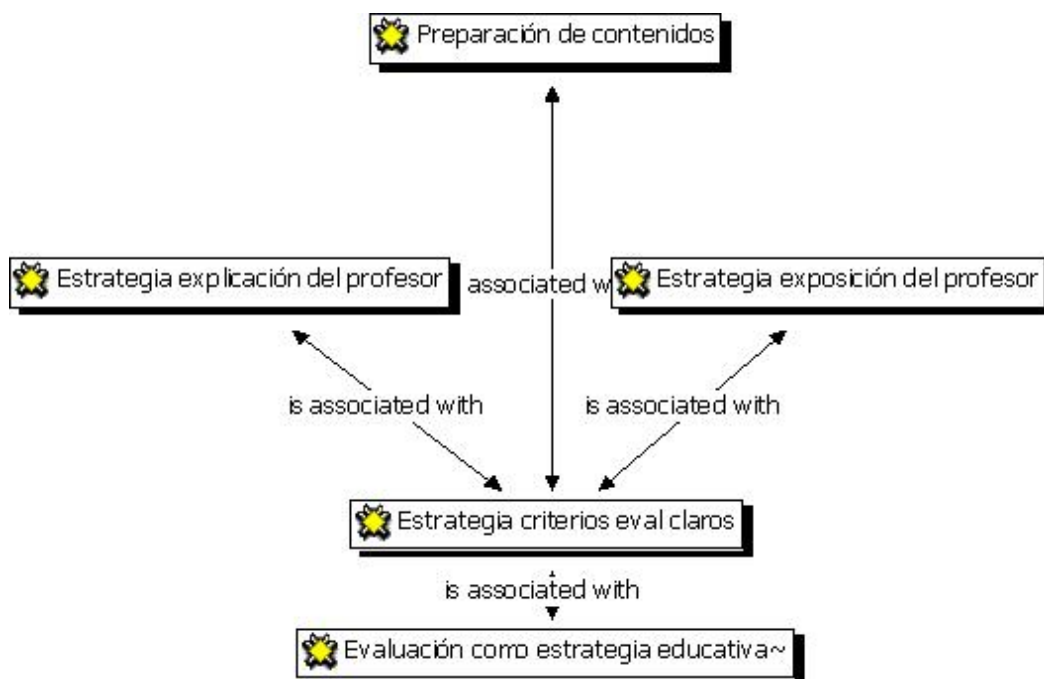 Preparación de contenidos
Estrategia explicación del profesor
associated w
Estrategia exposición del profesor
is associated with
is associated with
Estrategia criterios eval claros
is associated with
Evaluación como estrategia educativa~